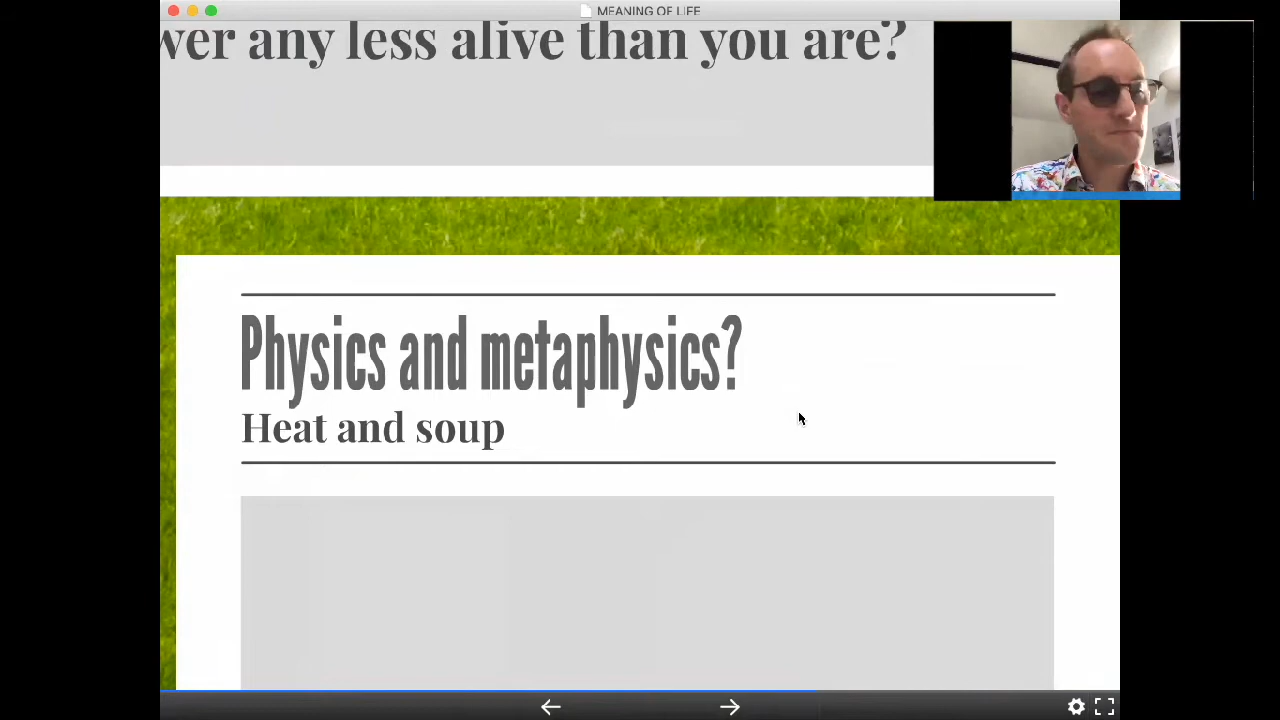 MEANING OF LIFE
wer any less alive than you are?
Physics and metaphysics?
Heat and soup